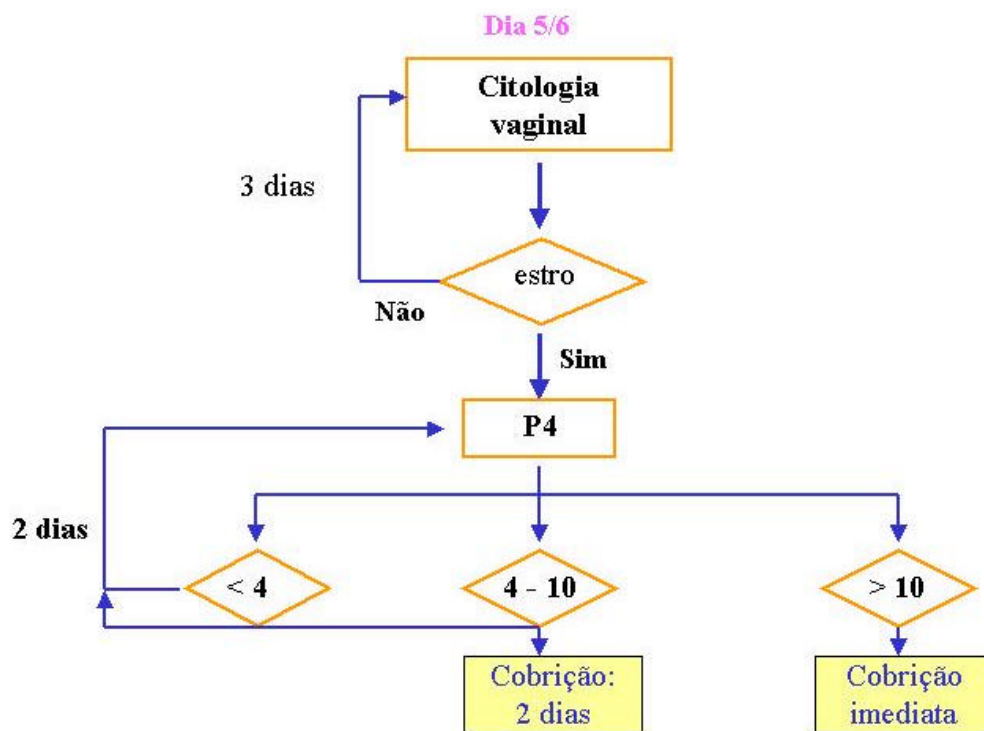 Dia 5/6
Citologia
vaginal
3 dias
estro
Não
Sim
P4
2 dias
< 4
4 - 10
> 10
Cobrição:
2 dias
Cobrição
imediata